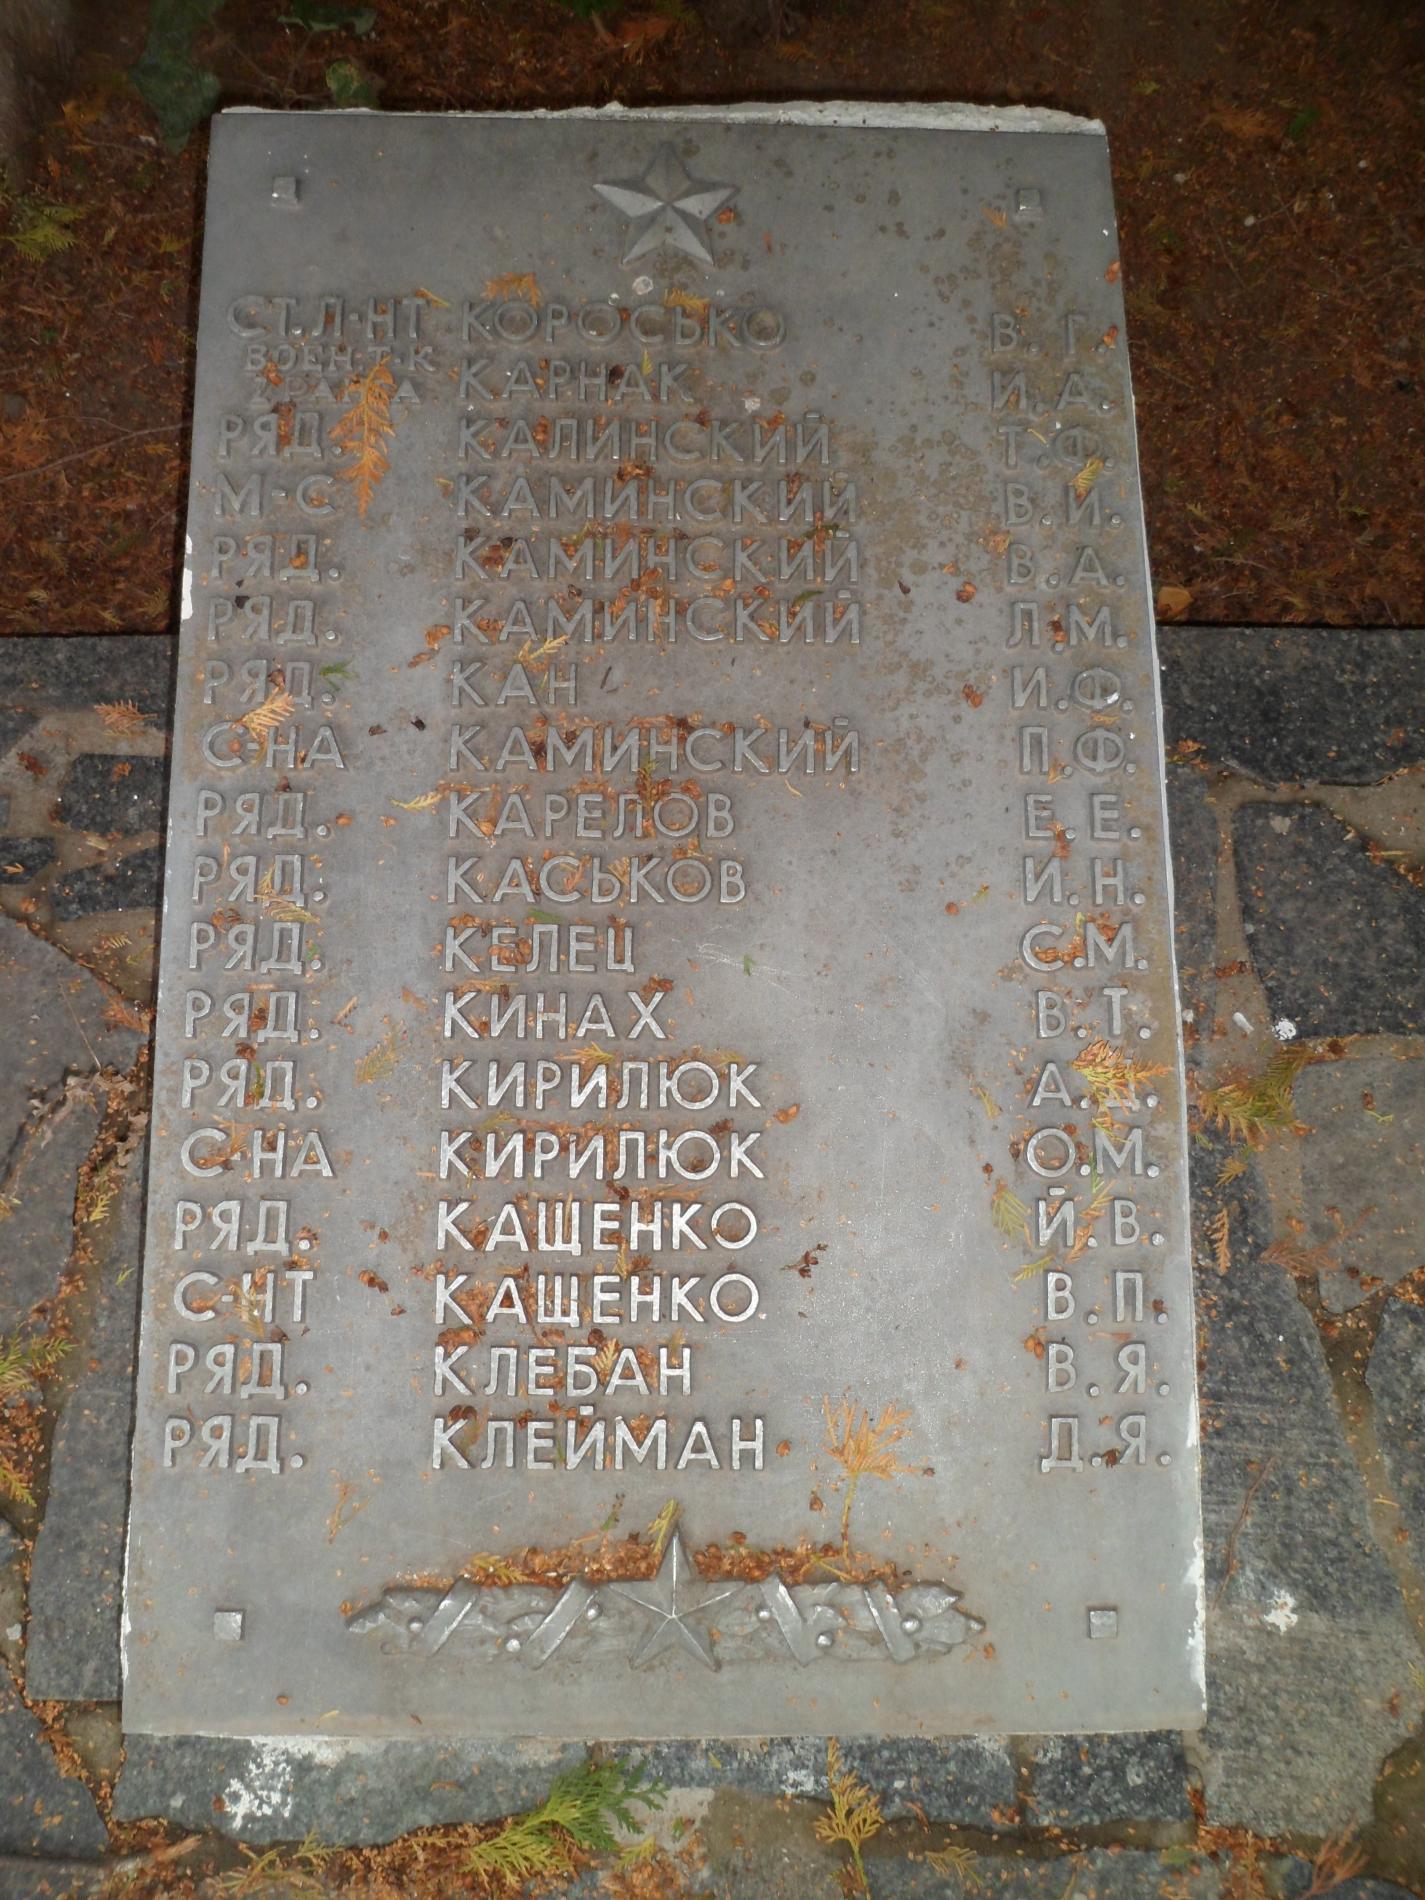 СТ.Л-НТ КОРОСЬКО В.Г.
ВОЕН.Т-К
2 РАНГА КАРНАК И.А.
РЯД. КАЛИНСКИЙ Т.Ф.
М-С КАМИНСКИЙ В.И.
РЯД. КАМИНСКИЙ В.А.
РЯД. КАМИНСКИЙ Л.М.
РЯД. КАН И.Ф.
С-НА КАМИНСКИЙ П.Ф.
РЯД. КАРЕЛОВ Е.Е.
РЯД. КАСЬКОВ И.Н.
РЯД. КЕЛЕЦ С.М.
РЯД. КИНАХ В.Т.
РЯД. КИРИЛЮК А.Д.
С-НА КИРИЛЮК О.М.
РЯД. КАЩЕНКО Й.В.
С-НТ КАЩЕНКО В.П.
РЯД. КЛЕБАН В.Я.
РЯД. КЛЕЙМАН Д.Я.